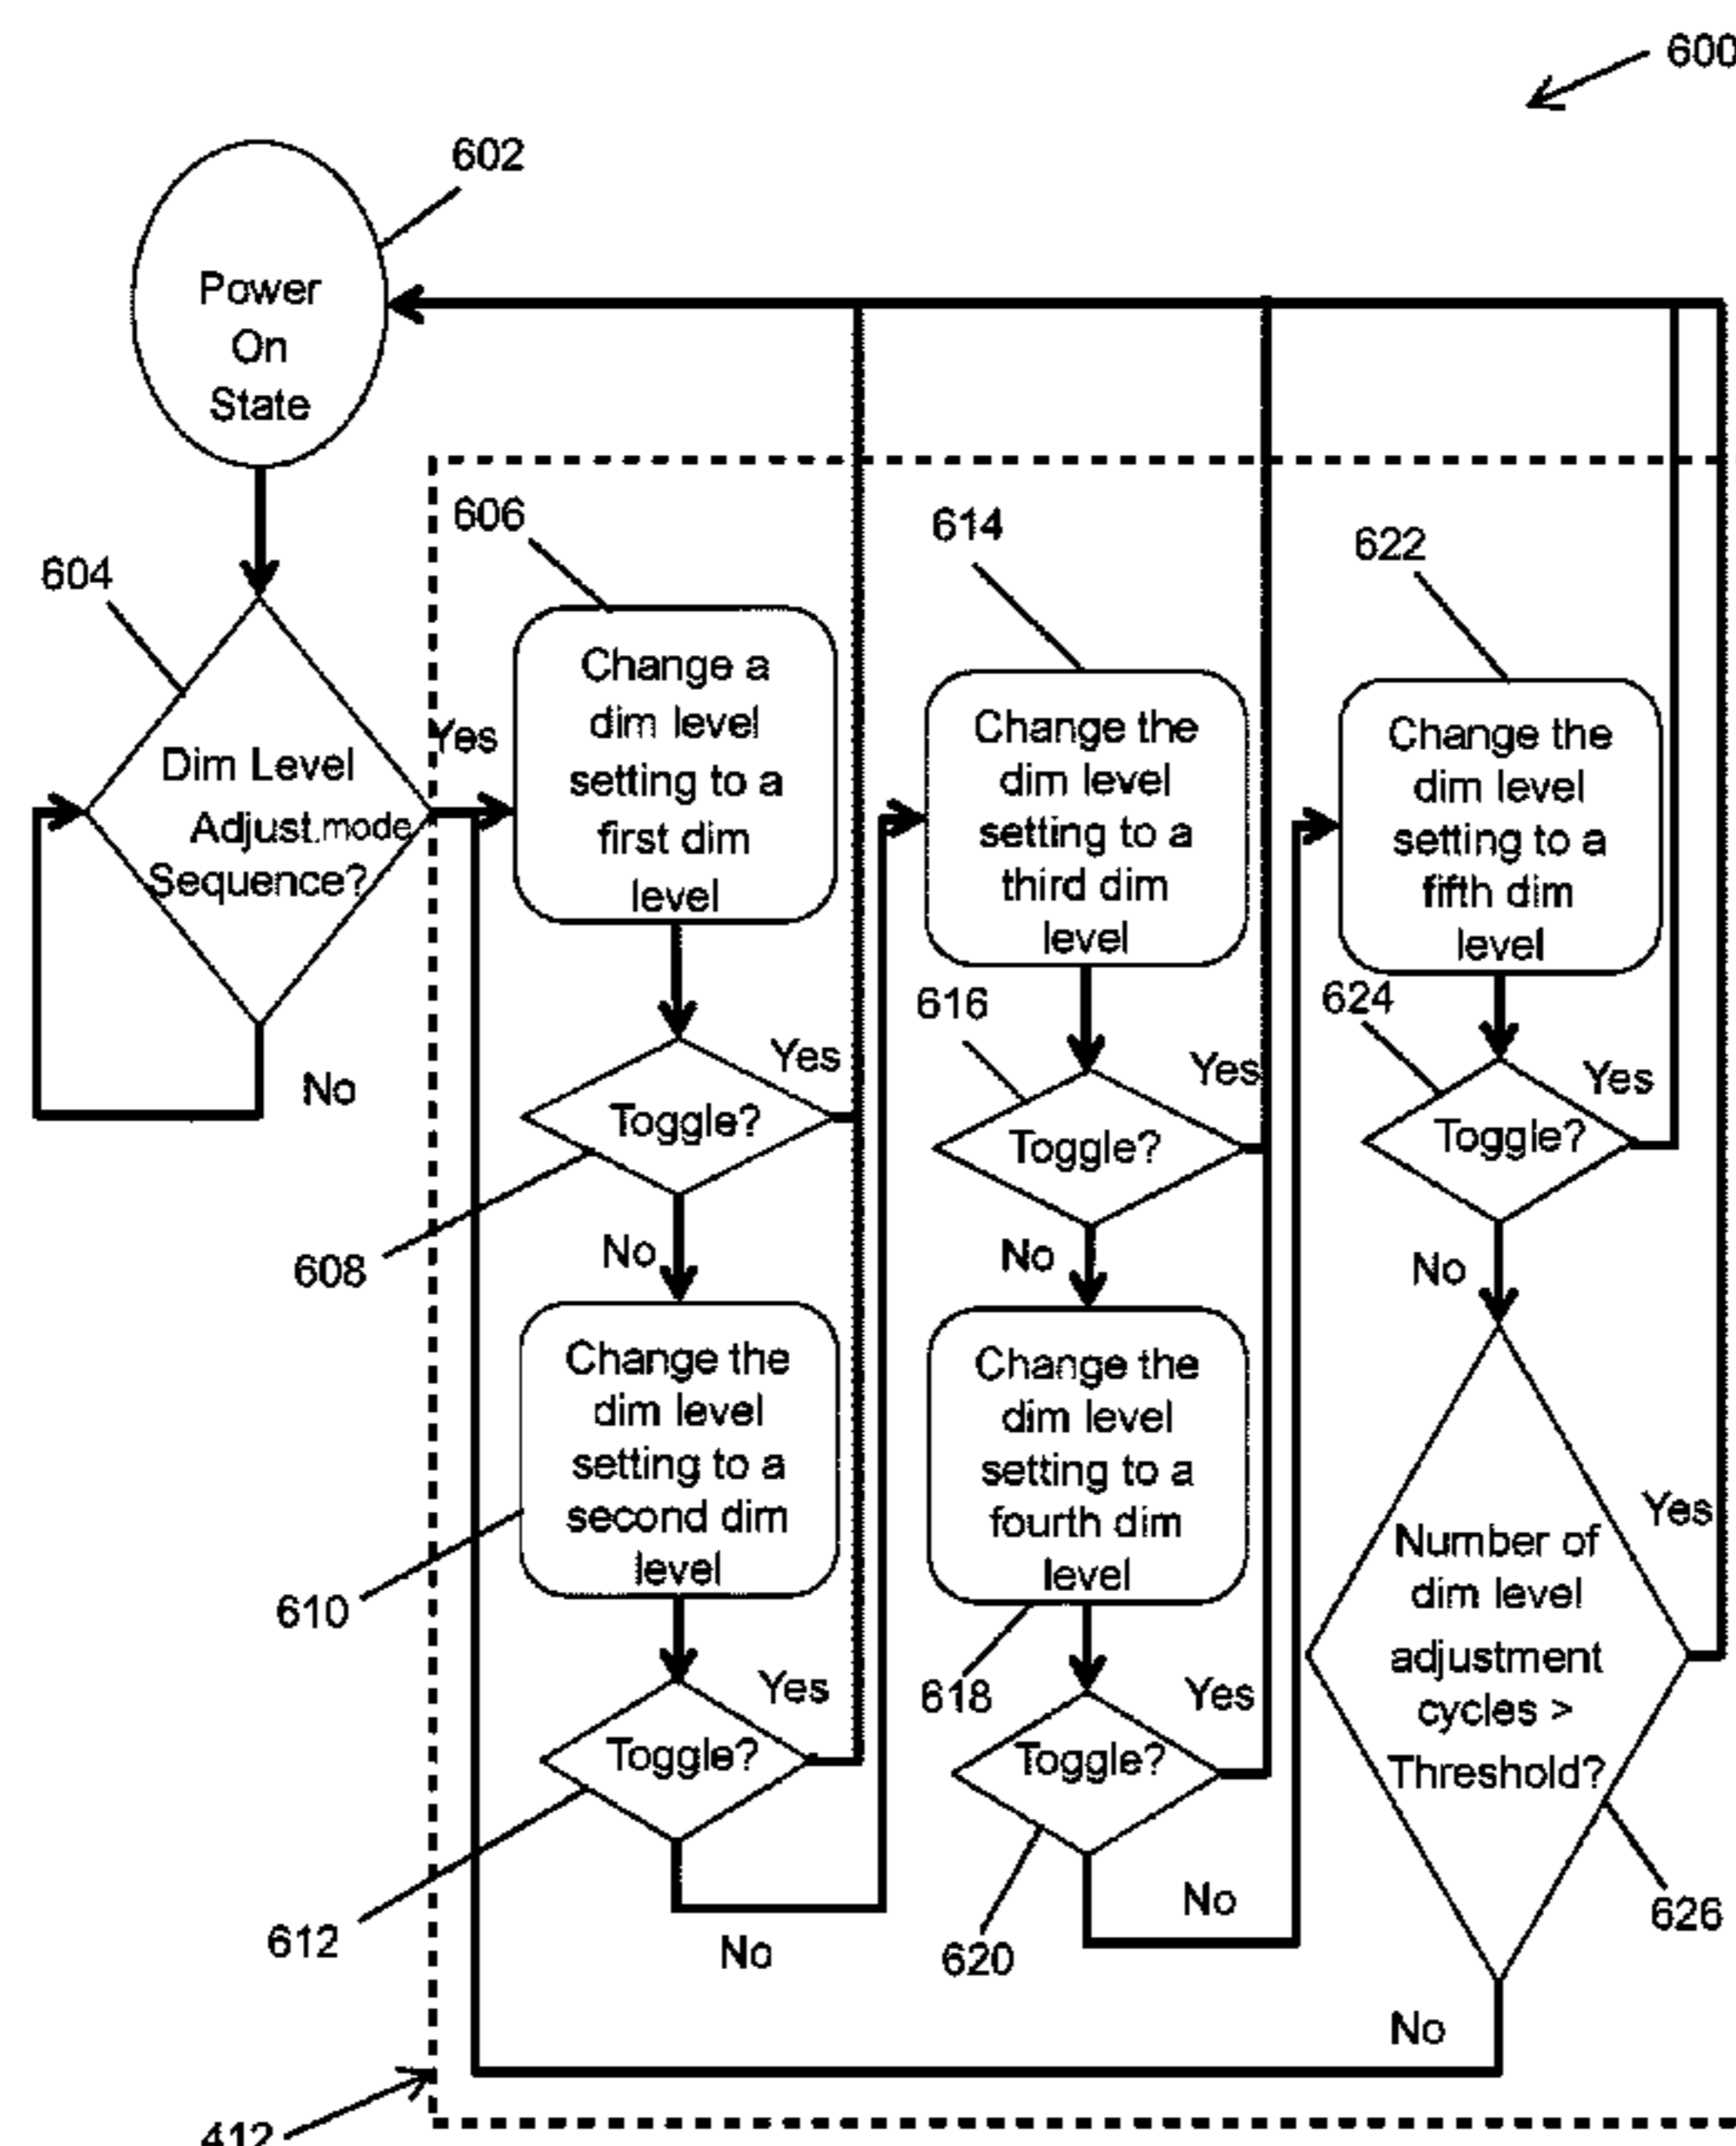 600
602
Power
On
State
604
Dim Level
Adjust.mode
Sequence?
Yes
No
606
Change a
dim level
setting to a
first dim
level
Toggle?
Yes
608
No
Change the
dim level
setting to a
second dim
level
610
Toggle?
Yes
612
No
614
Change the
dim level
setting to a
third dim
level
616
Toggle?
Yes
No
Change the
dim level
setting to a
fourth dim
level
618
Toggle?
Yes
620
No
622
Change the
dim level
setting to a
fifth dim
level
624
Toggle?
Yes
No
Number of
dim level
adjustment
cycles >
Threshold?
Yes
626
No
412